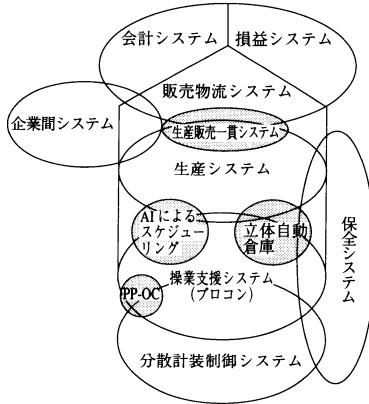 会計システム
損益システム
販売物流システム
企業間システム
生産販売一貫システム
生産システム
AIによる
スケジュー
リング
立体自動
倉庫
保全システム
操業支援システム
(プロコン)
PP-OC
分散計装制御システム